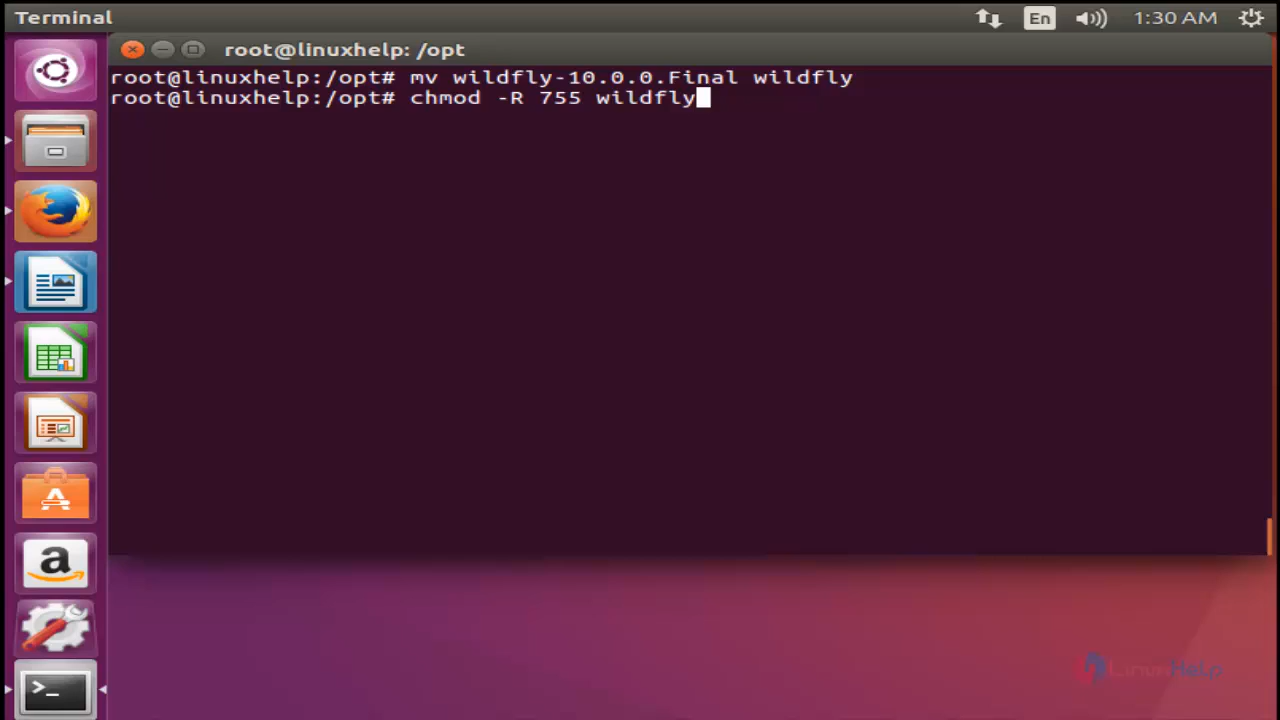 Terminal
En
1:30 AM
root@linuxhelp: /opt
root@linuxhelp:/opt# mv wildfly-10.0.0.Final wildfly
root@linuxhelp:/opt# chmod -R 755 wildfly
LinuxHelp